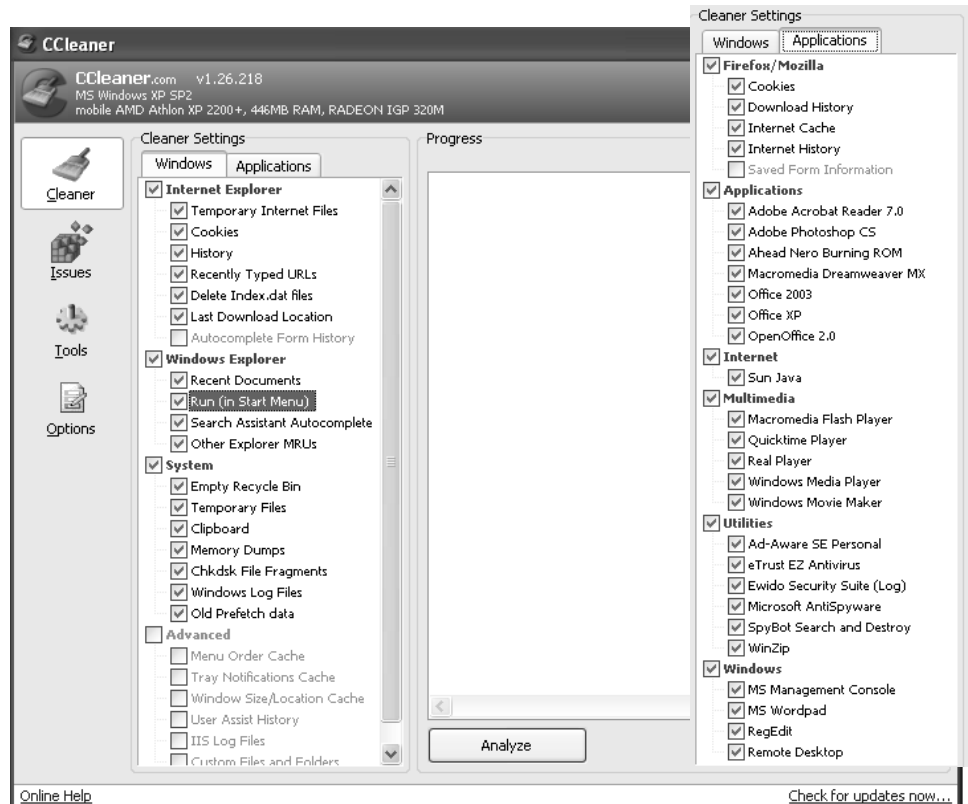 CCleaner
CCleaner.com v1.26.218
MS Windows XP SP2
mobile AMD Athlon XP 2200+, 446MB RAM, RADEON IGP 320M
Cleaner
Issues
Tools
Options
Cleaner Settings
Windows Applications
Internet Explorer
Temporary Internet Files
Cookies
History
Recently Typed URLs
Delete Index.dat files
Last Download Location
Autocomplete Form History
Windows Explorer
Recent Documents
Run (in Start Menu)
Search Assistant Autocomplete
Other Explorer MRUs
System
Empty Recycle Bin
Temporary Files
Clipboard
Memory Dumps
Chkdsk File Fragments
Windows Log Files
Old Prefetch data
Advanced
Menu Order Cache
Tray Notifications Cache
Window Size/Location Cache
User Assist History
IIS Log Files
Custom Files and Folders
Progress
Analyze
Cleaner Settings
Windows Applications
Firefox/Mozilla
Cookies
Download History
Internet Cache
Internet History
Saved Form Information
Applications
Adobe Acrobat Reader 7.0
Adobe Photoshop CS
Ahead Nero Burning ROM
Macromedia Dreamweaver MX
Office 2003
Office XP
OpenOffice 2.0
Internet
Sun Java
Multimedia
Macromedia Flash Player
Quicktime Player
Real Player
Windows Media Player
Windows Movie Maker
Utilities
Ad-Aware SE Personal
eTrust EZ Antivirus
Ewido Security Suite (Log)
Microsoft AntiSpyware
SpyBot Search and Destroy
WinZip
Windows
MS Management Console
MS Wordpad
RegEdit
Remote Desktop
Online Help
Check for updates now...